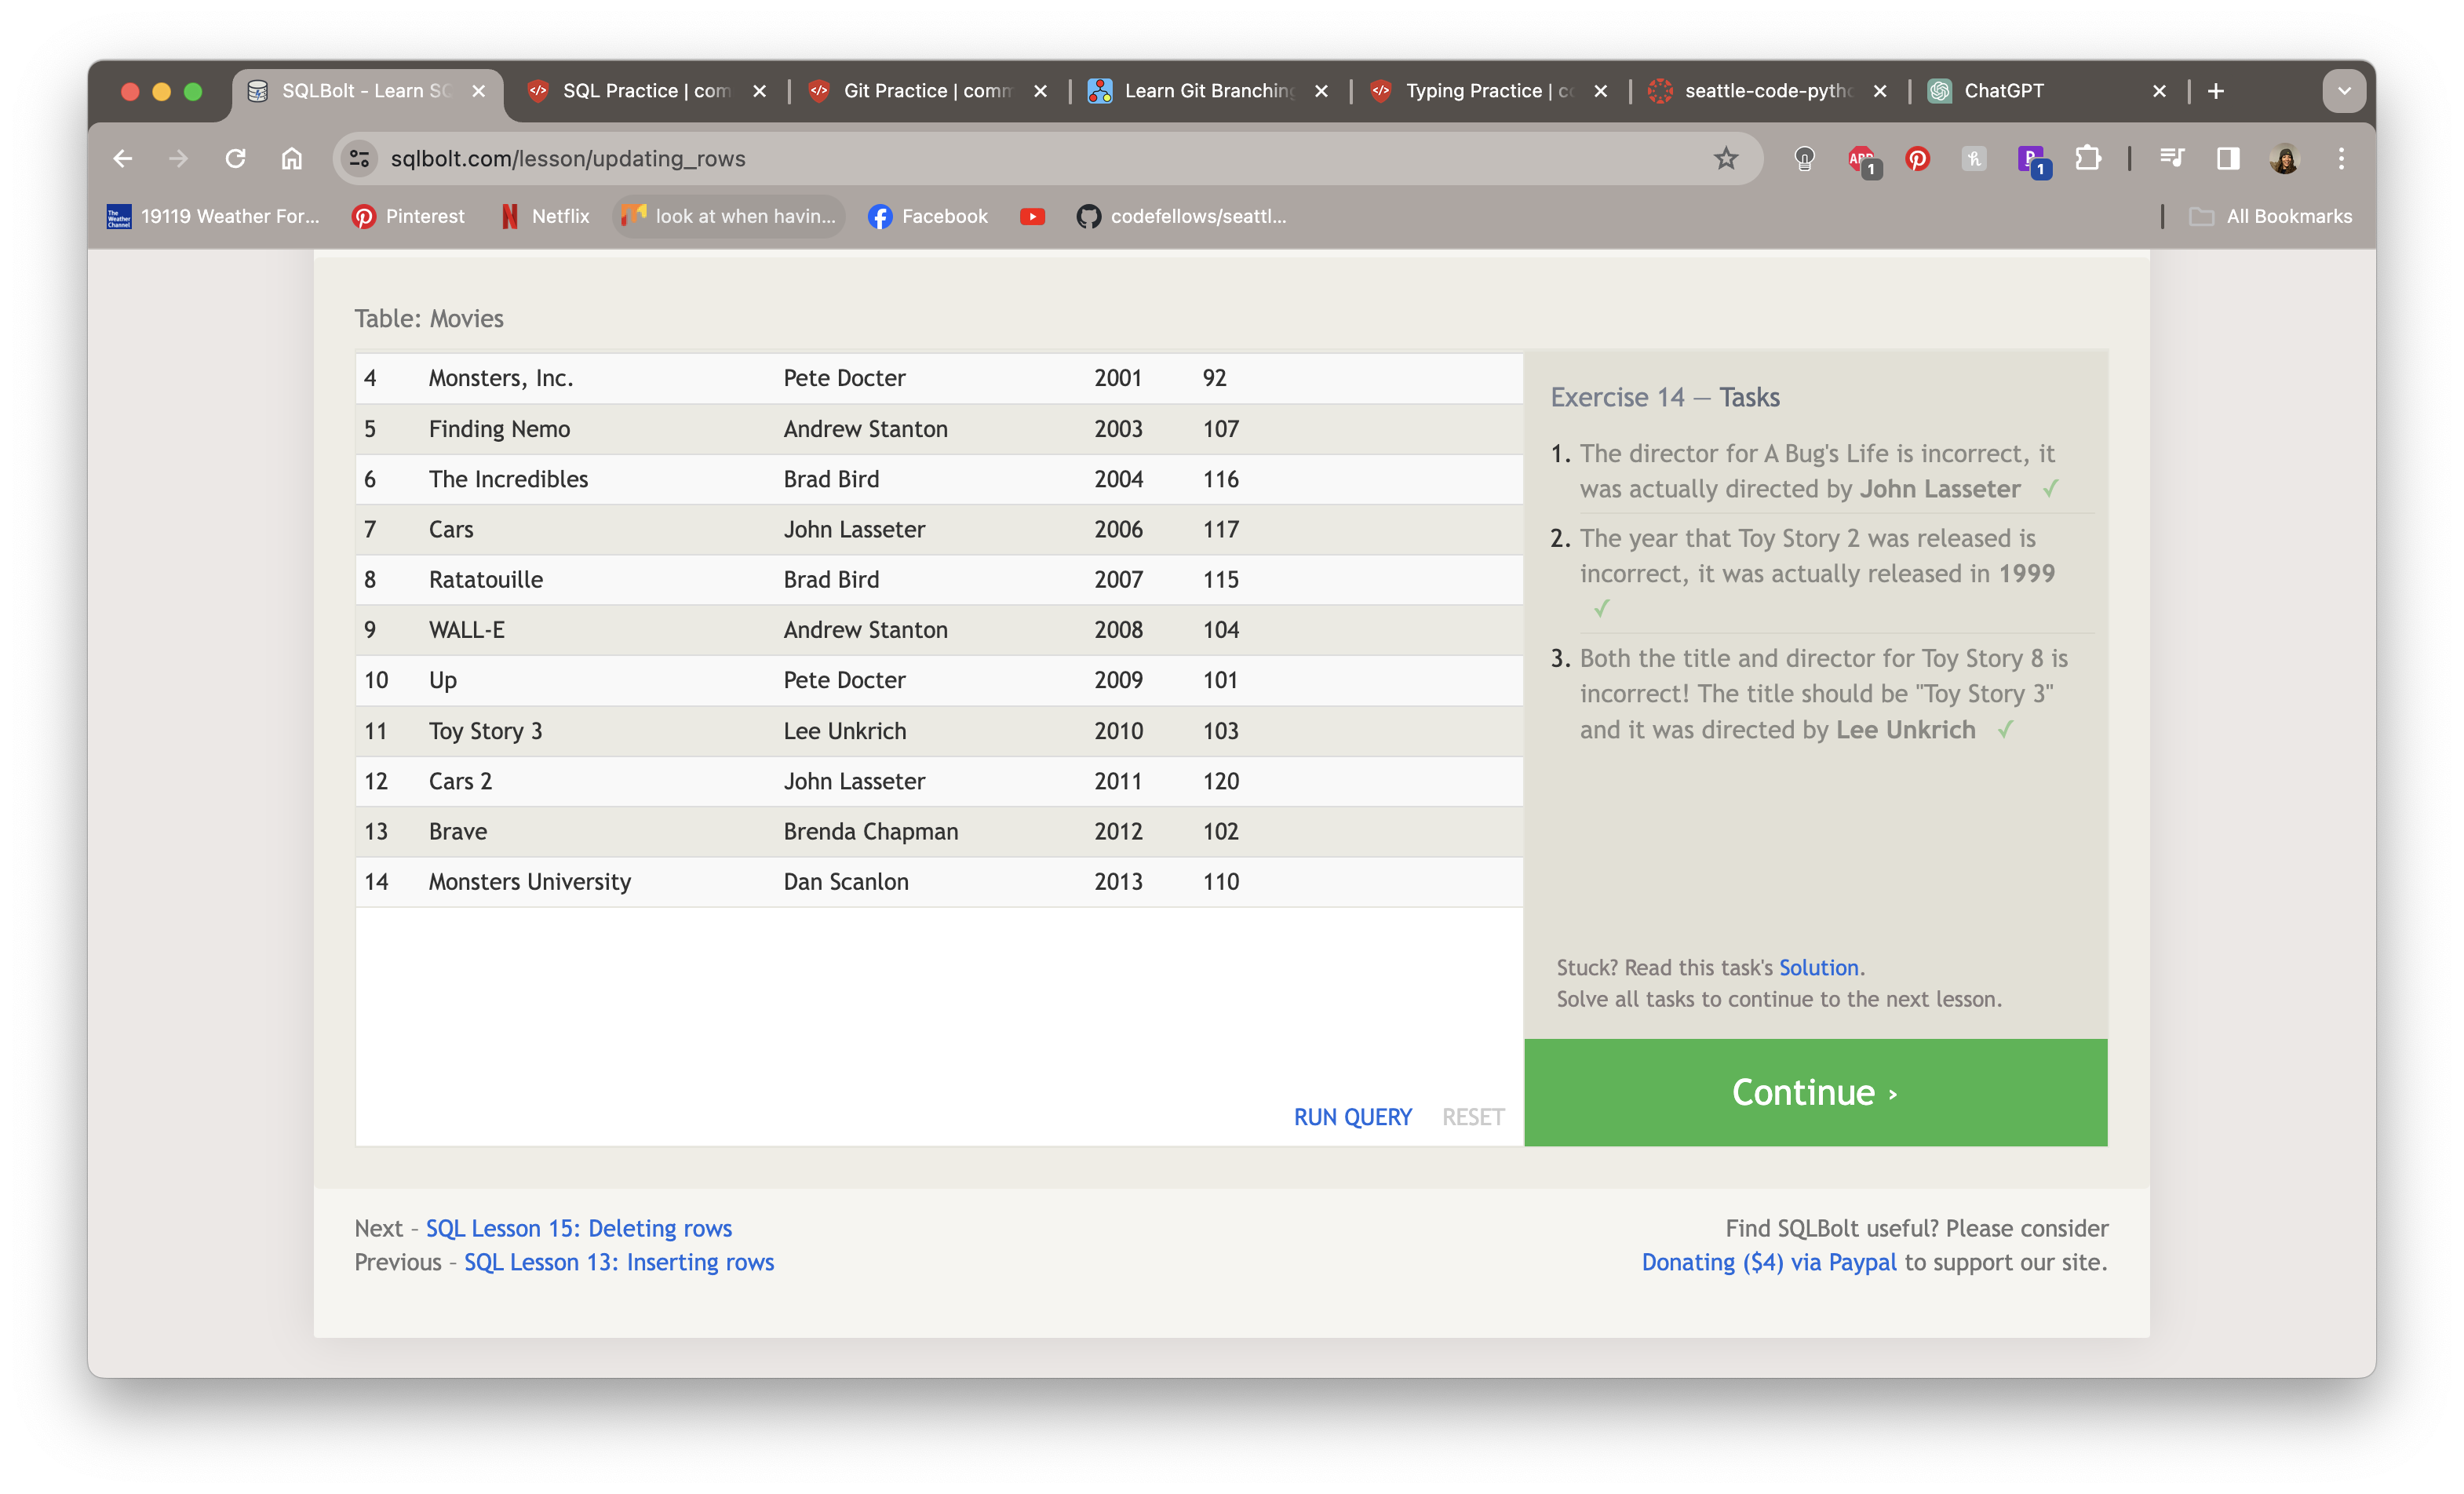 SQLBolt - Learn SQ
SQL Practice | com
Git Practice | comm
Learn Git Branching
Typing Practice | co
seattle-code-pytho
ChatGPT
sqlbolt.com/lesson/updating_rows
ABP 1
1
The Weather Channel
19119 Weather For...
Pinterest
Netflix
look at when havin...
Facebook
codefellows/seattl...
All Bookmarks
Table: Movies
4 Monsters, Inc. Pete Docter 2001 92
5 Finding Nemo Andrew Stanton 2003 107
6 The Incredibles Brad Bird 2004 116
7 Cars John Lasseter 2006 117
8 Ratatouille Brad Bird 2007 115
9 WALL-E Andrew Stanton 2008 104
10 Up Pete Docter 2009 101
11 Toy Story 3 Lee Unkrich 2010 103
12 Cars 2 John Lasseter 2011 120
13 Brave Brenda Chapman 2012 102
14 Monsters University Dan Scanlon 2013 110
RUN QUERY RESET
Exercise 14 — Tasks
1. The director for A Bug's Life is incorrect, it
was actually directed by John Lasseter ✓
2. The year that Toy Story 2 was released is
incorrect, it was actually released in 1999
✓
3. Both the title and director for Toy Story 8 is
incorrect! The title should be "Toy Story 3"
and it was directed by Lee Unkrich ✓
Stuck? Read this task's Solution.
Solve all tasks to continue to the next lesson.
Continue ›
Next – SQL Lesson 15: Deleting rows
Previous – SQL Lesson 13: Inserting rows
Find SQLBolt useful? Please consider
Donating ($4) via Paypal to support our site.